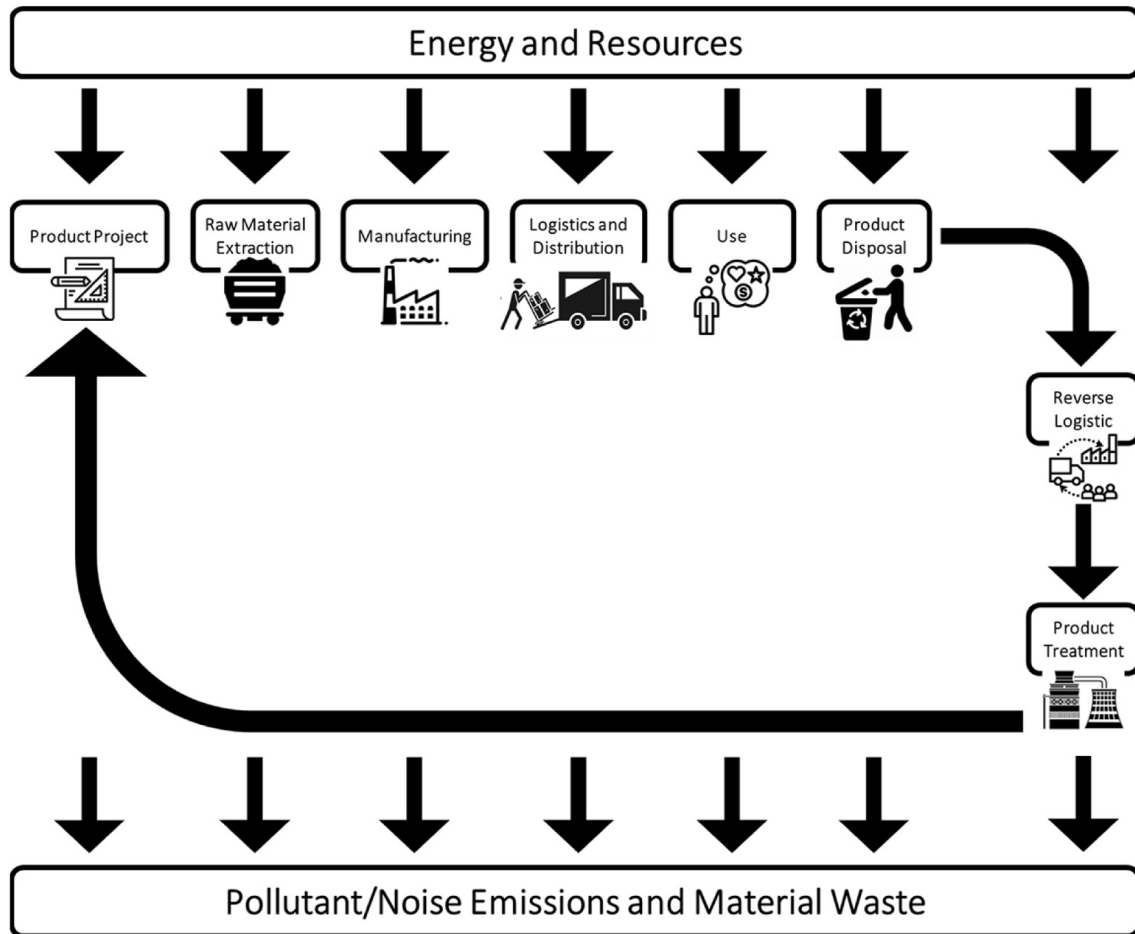 Energy and Resources
Product Project
Raw Material
Extraction
Manufacturing
Logistics and
Distribution
Use
Product
Disposal
$
Reverse
Logistic
Product
Treatment
Pollutant/Noise Emissions and Material Waste